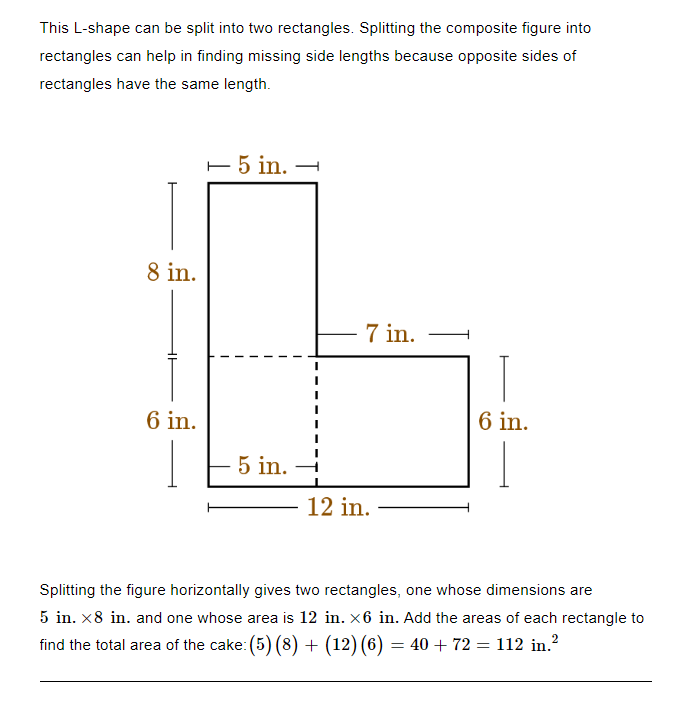 This L-shape can be split into two rectangles. Splitting the composite figure into
rectangles can help in finding missing side lengths because opposite sides of
rectangles have the same length.
5 in.
8 in.
7 in.
6 in.
6 in.
5 in.
12 in.
Splitting the figure horizontally gives two rectangles, one whose dimensions are
5 in. ×8 in. and one whose area is 12 in. ×6 in. Add the areas of each rectangle to
find the total area of the cake: (5)(8) + (12)(6) = 40 + 72 = 112 in.²